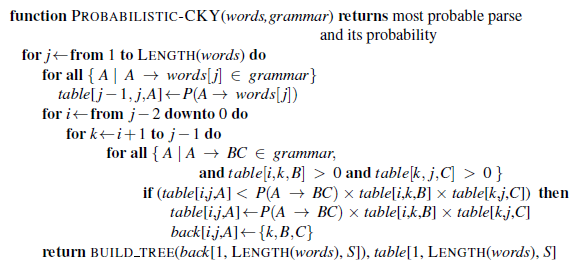 function PROBABILISTIC-CKY(words,grammar) returns most probable parse
and its probability
for j←from 1 to LENGTH(words) do
for all { A | A → words[j] ∈ grammar}
table[j−1,j,A]←P(A → words[j])
for i←from j−2 downto 0 do
for k←i+1 to j−1 do
for all { A | A → BC ∈ grammar,
and table[i,k,B] > 0 and table[k,j,C] > 0 }
if (table[i,j,A] < P(A → BC) × table[i,k,B] × table[k,j,C]) then
table[i,j,A]←P(A → BC) × table[i,k,B] × table[k,j,C]
back[i,j,A]←{k,B,C}
return BUILD_TREE(back[1, LENGTH(words), S]), table[1, LENGTH(words), S]